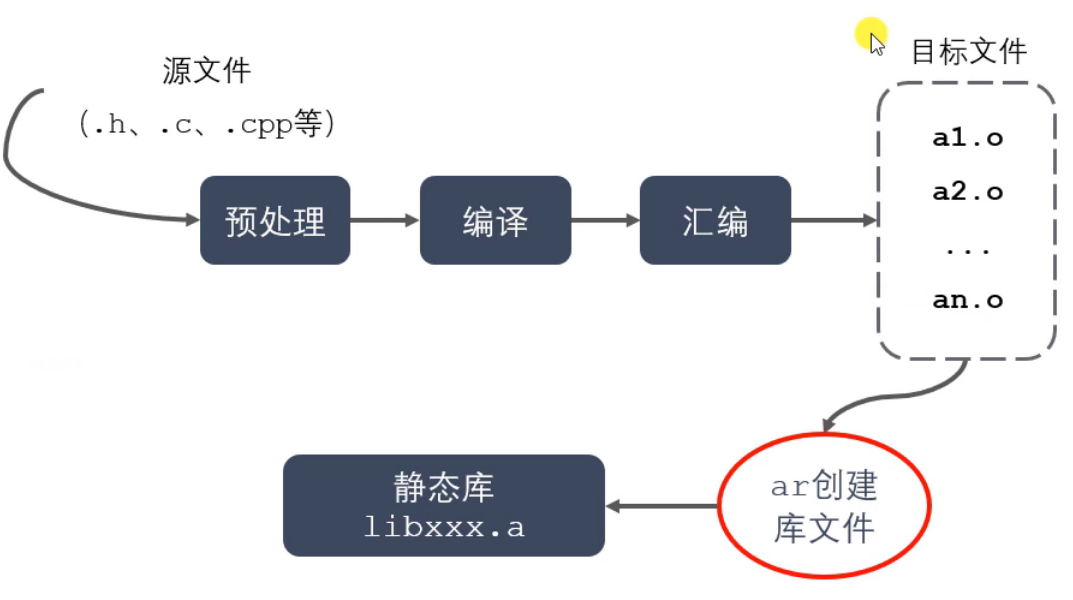 源文件
（.h、.c、.cpp等）
目标文件
预处理
编译
汇编
a1.o
a2.o
...
an.o
ar创建
库文件
静态库
libxxx.a